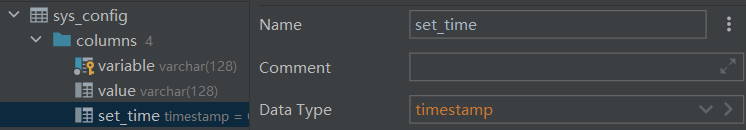 sys_config
columns 4
variable varchar(128)
value varchar(128)
set_time timestamp =
Name
set_time
Comment
Data Type
timestamp